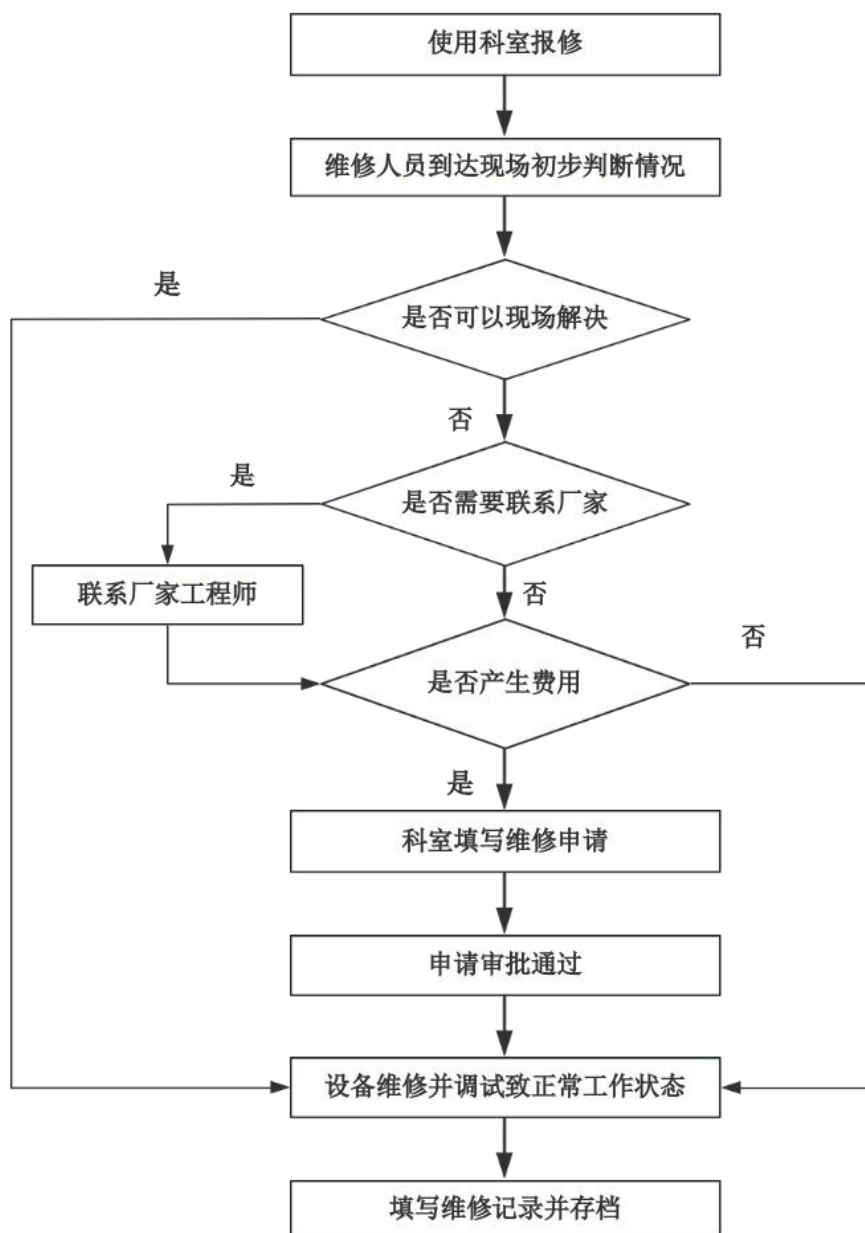 使用科室报修
维修人员到达现场初步判断情况
是
是否可以现场解决
否
是
是否需要联系厂家
联系厂家工程师
否
否
是否产生费用
是
科室填写维修申请
申请审批通过
设备维修并调试致正常工作状态
填写维修记录并存档